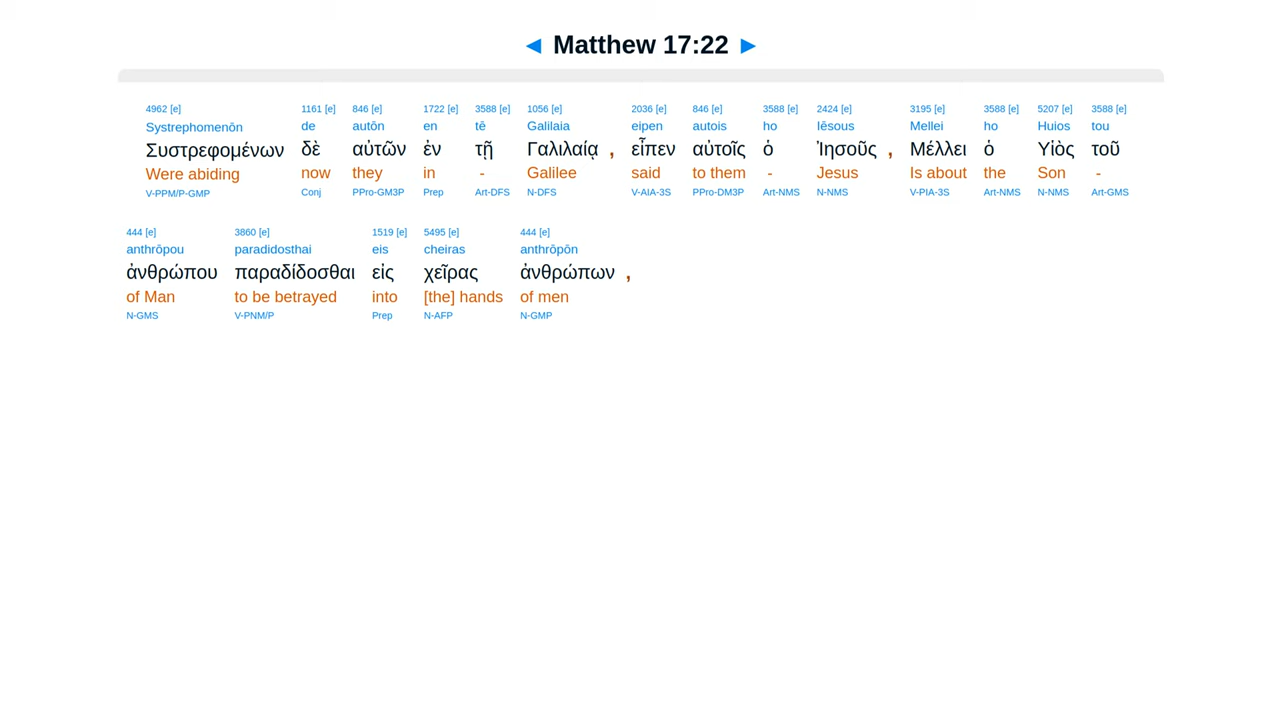 ◄ Matthew 17:22 ►
4962 [e] 1161 [e] 846 [e] 1722 [e] 3588 [e] 1056 [e] 2036 [e] 846 [e] 3588 [e] 2424 [e] 3195 [e] 3588 [e] 5207 [e] 3588 [e]
Systrephomenōn de autōn en tē Galilaia eipen autois ho Iēsous Mellei ho Huios tou
Συστρεφομένων δὲ αὐτῶν ἐν τῇ Γαλιλαίᾳ , εἶπεν αὐτοῖς ὁ Ἰησοῦς , Μέλλει ὁ Υἱὸς τοῦ
Were abiding now they in - Galilee said to them - Jesus Is about the Son -
V-PPM/P-GMP Conj PPro-GM3P Prep Art-DFS N-DFS V-AIA-3S PPro-DM3P Art-NMS N-NMS V-PIA-3S Art-NMS N-NMS Art-GMS
444 [e] 3860 [e] 1519 [e] 5495 [e] 444 [e]
anthrōpou paradidosthai eis cheiras anthrōpōn
ἀνθρώπου παραδίδοσθαι εἰς χεῖρας ἀνθρώπων ,
of Man to be betrayed into [the] hands of men
N-GMS V-PNM/P Prep N-AFP N-GMP